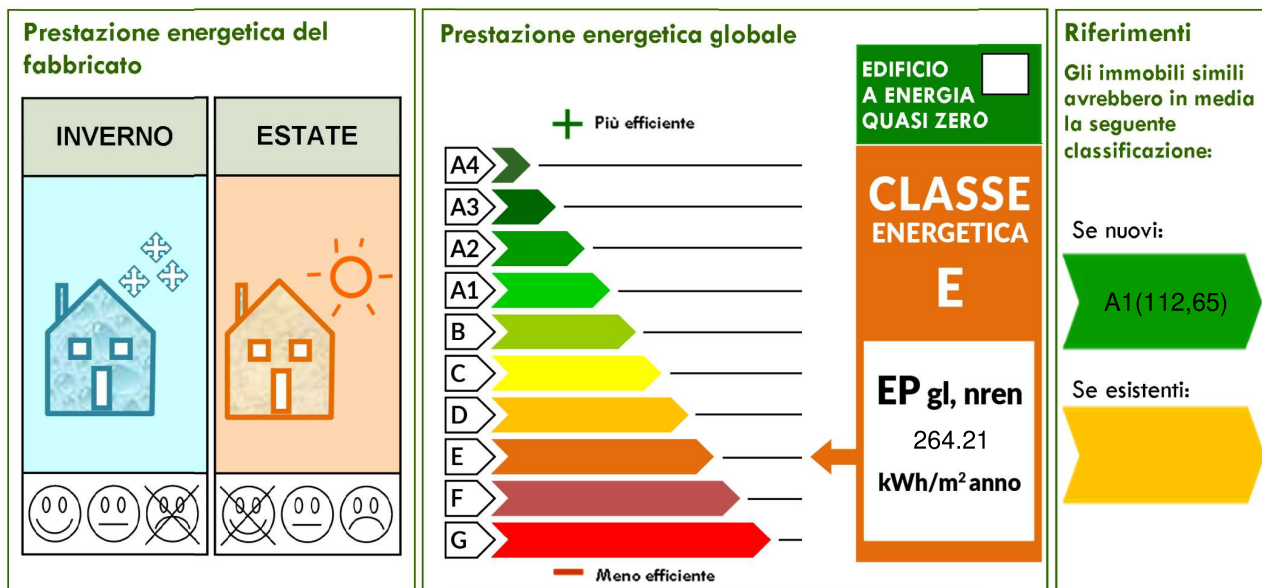 Prestazione energetica del
fabbricato
INVERNO
ESTATE
Prestazione energetica globale
Più efficiente
A4
A3
A2
A1
B
C
D
E
F
G
Meno efficiente
EDIFICIO
A ENERGIA
QUASI ZERO
CLASSE
ENERGETICA
E
EP gl, nren
264.21
kWh/m² anno
Riferimenti
Gli immobili simili
avrebbero in media
la seguente
classificazione:
Se nuovi:
A1(112,65)
Se esistenti: